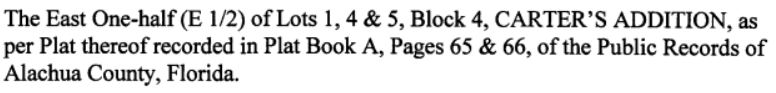 The East One-half (E 1/2) of Lots 1, 4 & 5, Block 4, CARTER'S ADDITION, as
per Plat thereof recorded in Plat Book A, Pages 65 & 66, of the Public Records of
Alachua County, Florida.